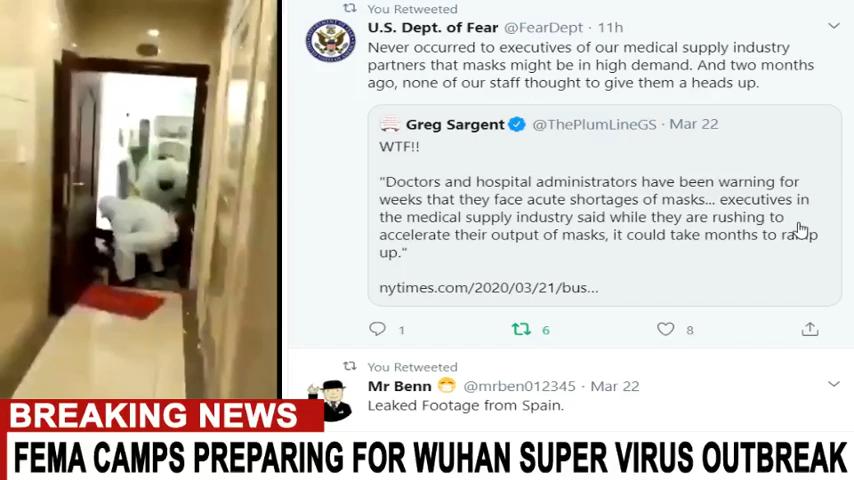 You Retweeted
U.S. Dept. of Fear @FearDept · 11h
Never occurred to executives of our medical supply industry
partners that masks might be in high demand. And two months
ago, none of our staff thought to give them a heads up.
Greg Sargent @ThePlumLineGS · Mar 22
WTF!!
"Doctors and hospital administrators have been warning for
weeks that they face acute shortages of masks... executives in
the medical supply industry said while they are rushing to
accelerate their output of masks, it could take months to
up."
nytimes.com/2020/03/21/bus...
1 6 8
You Retweeted
Mr Benn @mrben012345 · Mar 22
Leaked Footage from Spain.
BREAKING NEWS
FEMA CAMPS PREPARING FOR WUHAN SUPER VIRUS OUTBREAK